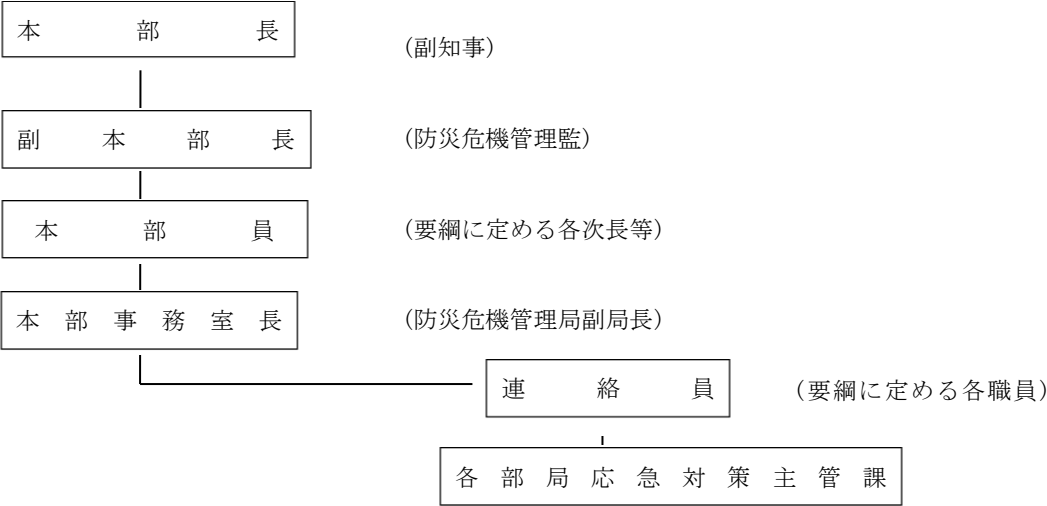 本部長
（副知事）
副本部長
（防災危機管理監）
本部員
（要綱に定める各次長等）
本部事務室長
（防災危機管理局副局長）
連絡員
（要綱に定める各職員）
各部局応急対策主管課